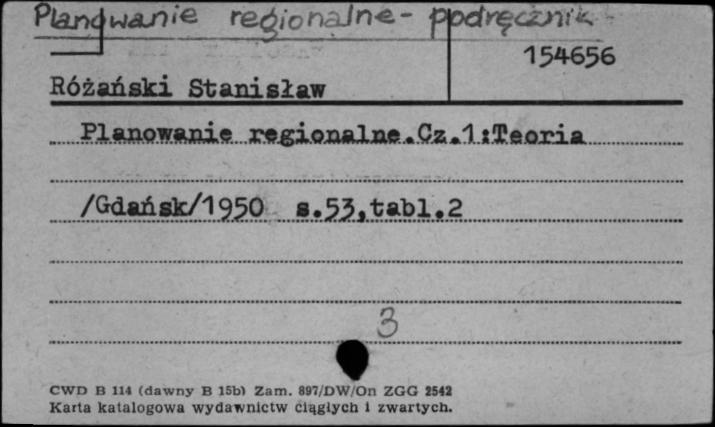 Planowanie regionalne - podręcznik
154656
Różański Stanisław
Planowanie regionalne.Cz.1:Teoria
/Gdańsk/1950 s.53,tabl.2
3
CWD B 114 (dawny B 15b) Zam. 897/DW/On ZGG 2542
Karta katalogowa wydawnictw ciągłych i zwartych.